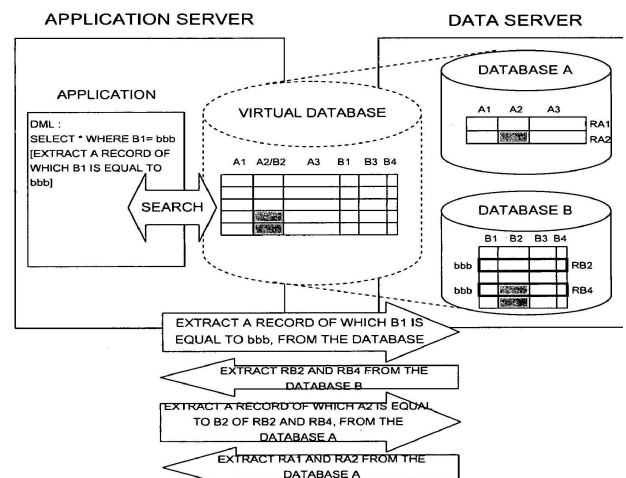 APPLICATION SERVER
DATA SERVER
APPLICATION
DML :
SELECT * WHERE B1= bbb
[EXTRACT A RECORD OF
WHICH B1 IS EQUAL TO
bbb]
SEARCH
VIRTUAL DATABASE
A1 A2/B2 A3 B1 B3 B4
DATABASE A
A1 A2 A3
RA1
RA2
DATABASE B
B1 B2 B3 B4
bbb RB2
bbb RB4
EXTRACT A RECORD OF WHICH B1 IS
EQUAL TO bbb, FROM THE DATABASE
EXTRACT RB2 AND RB4 FROM THE
DATABASE B
EXTRACT A RECORD OF WHICH A2 IS EQUAL
TO B2 OF RB2 AND RB4, FROM THE
DATABASE A
EXTRACT RA1 AND RA2 FROM THE
DATABASE A